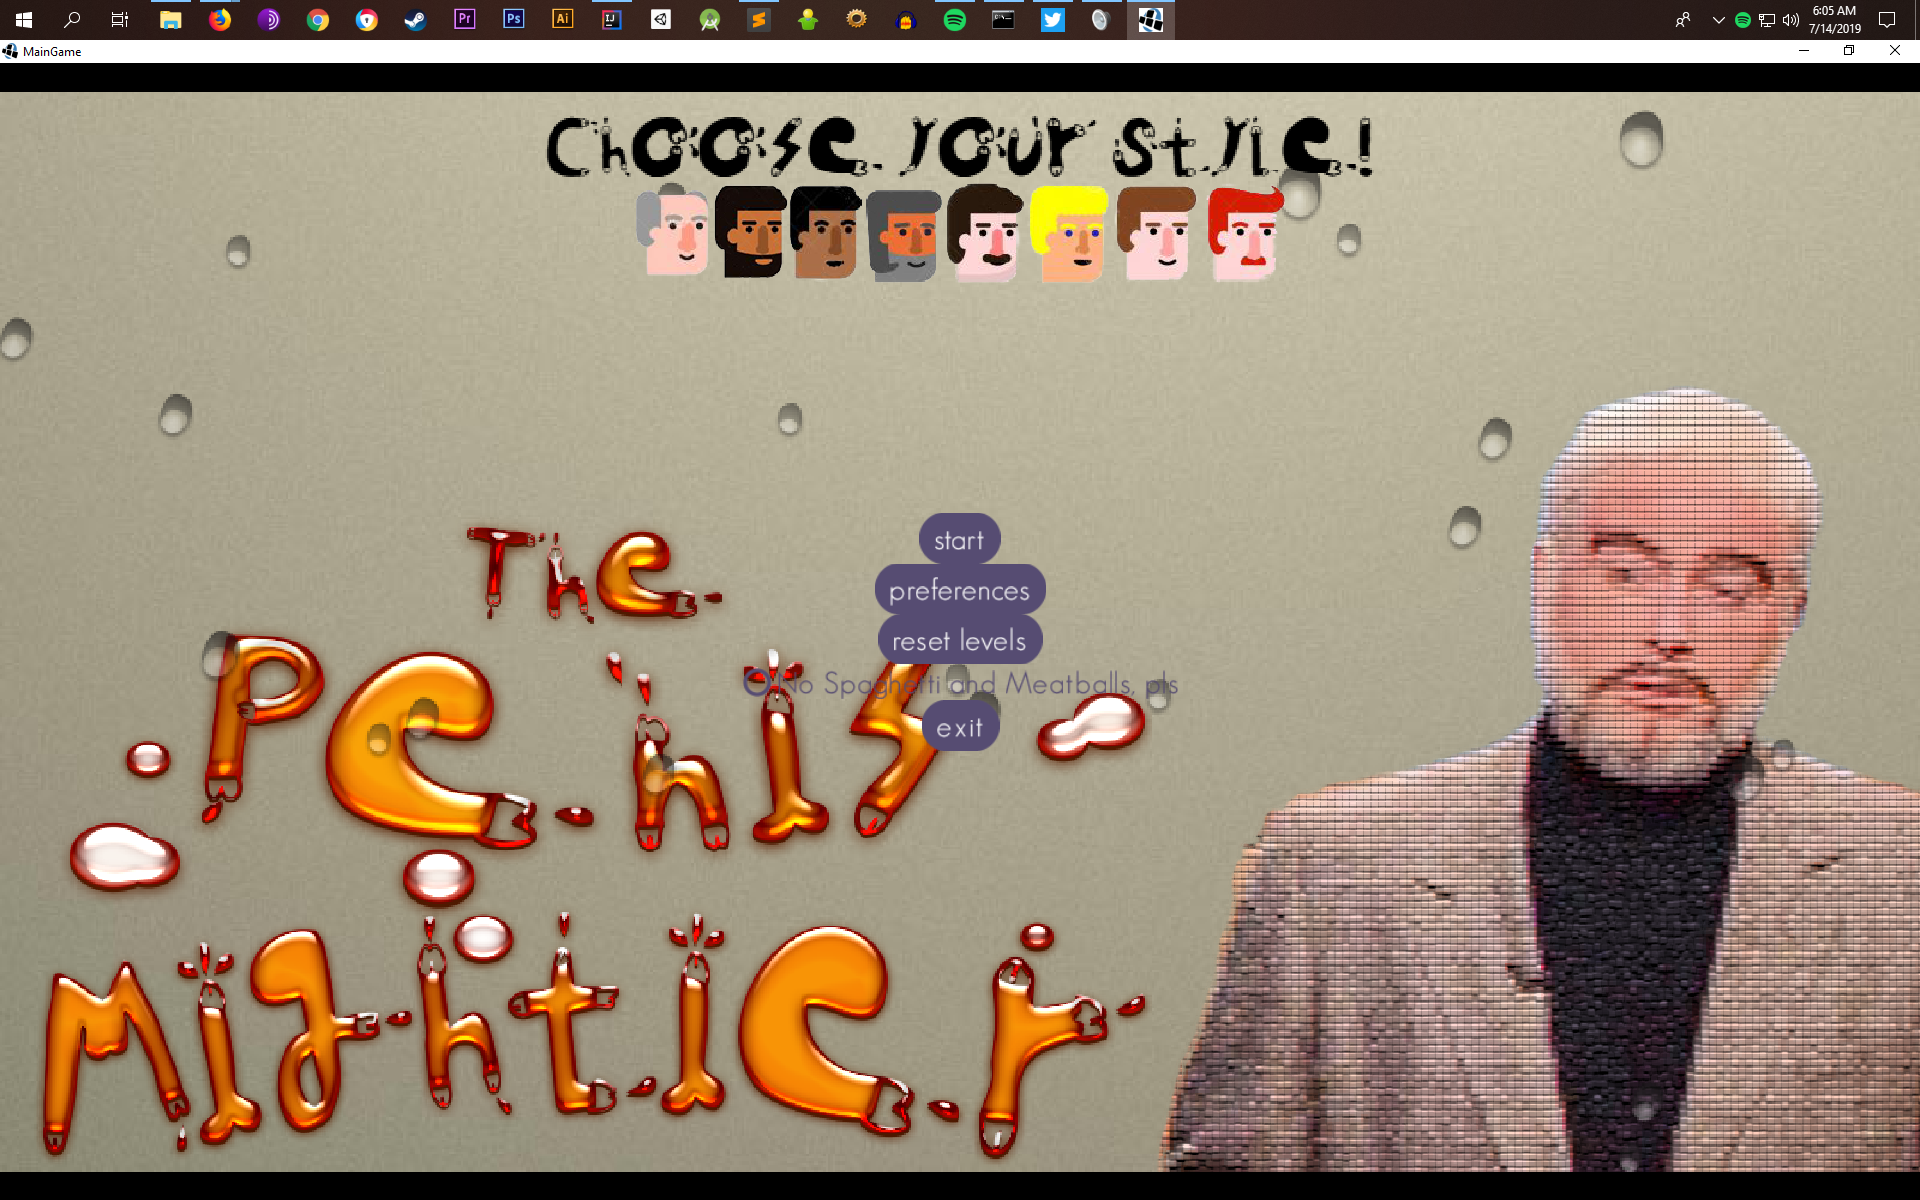 Pr
Ps
Ai
IJ
6:05 AM
7/14/2019
MainGame
Choose your style!
The
Penis
Mightier
start
preferences
reset levels
No Spaghetti and Meatballs, pls
exit